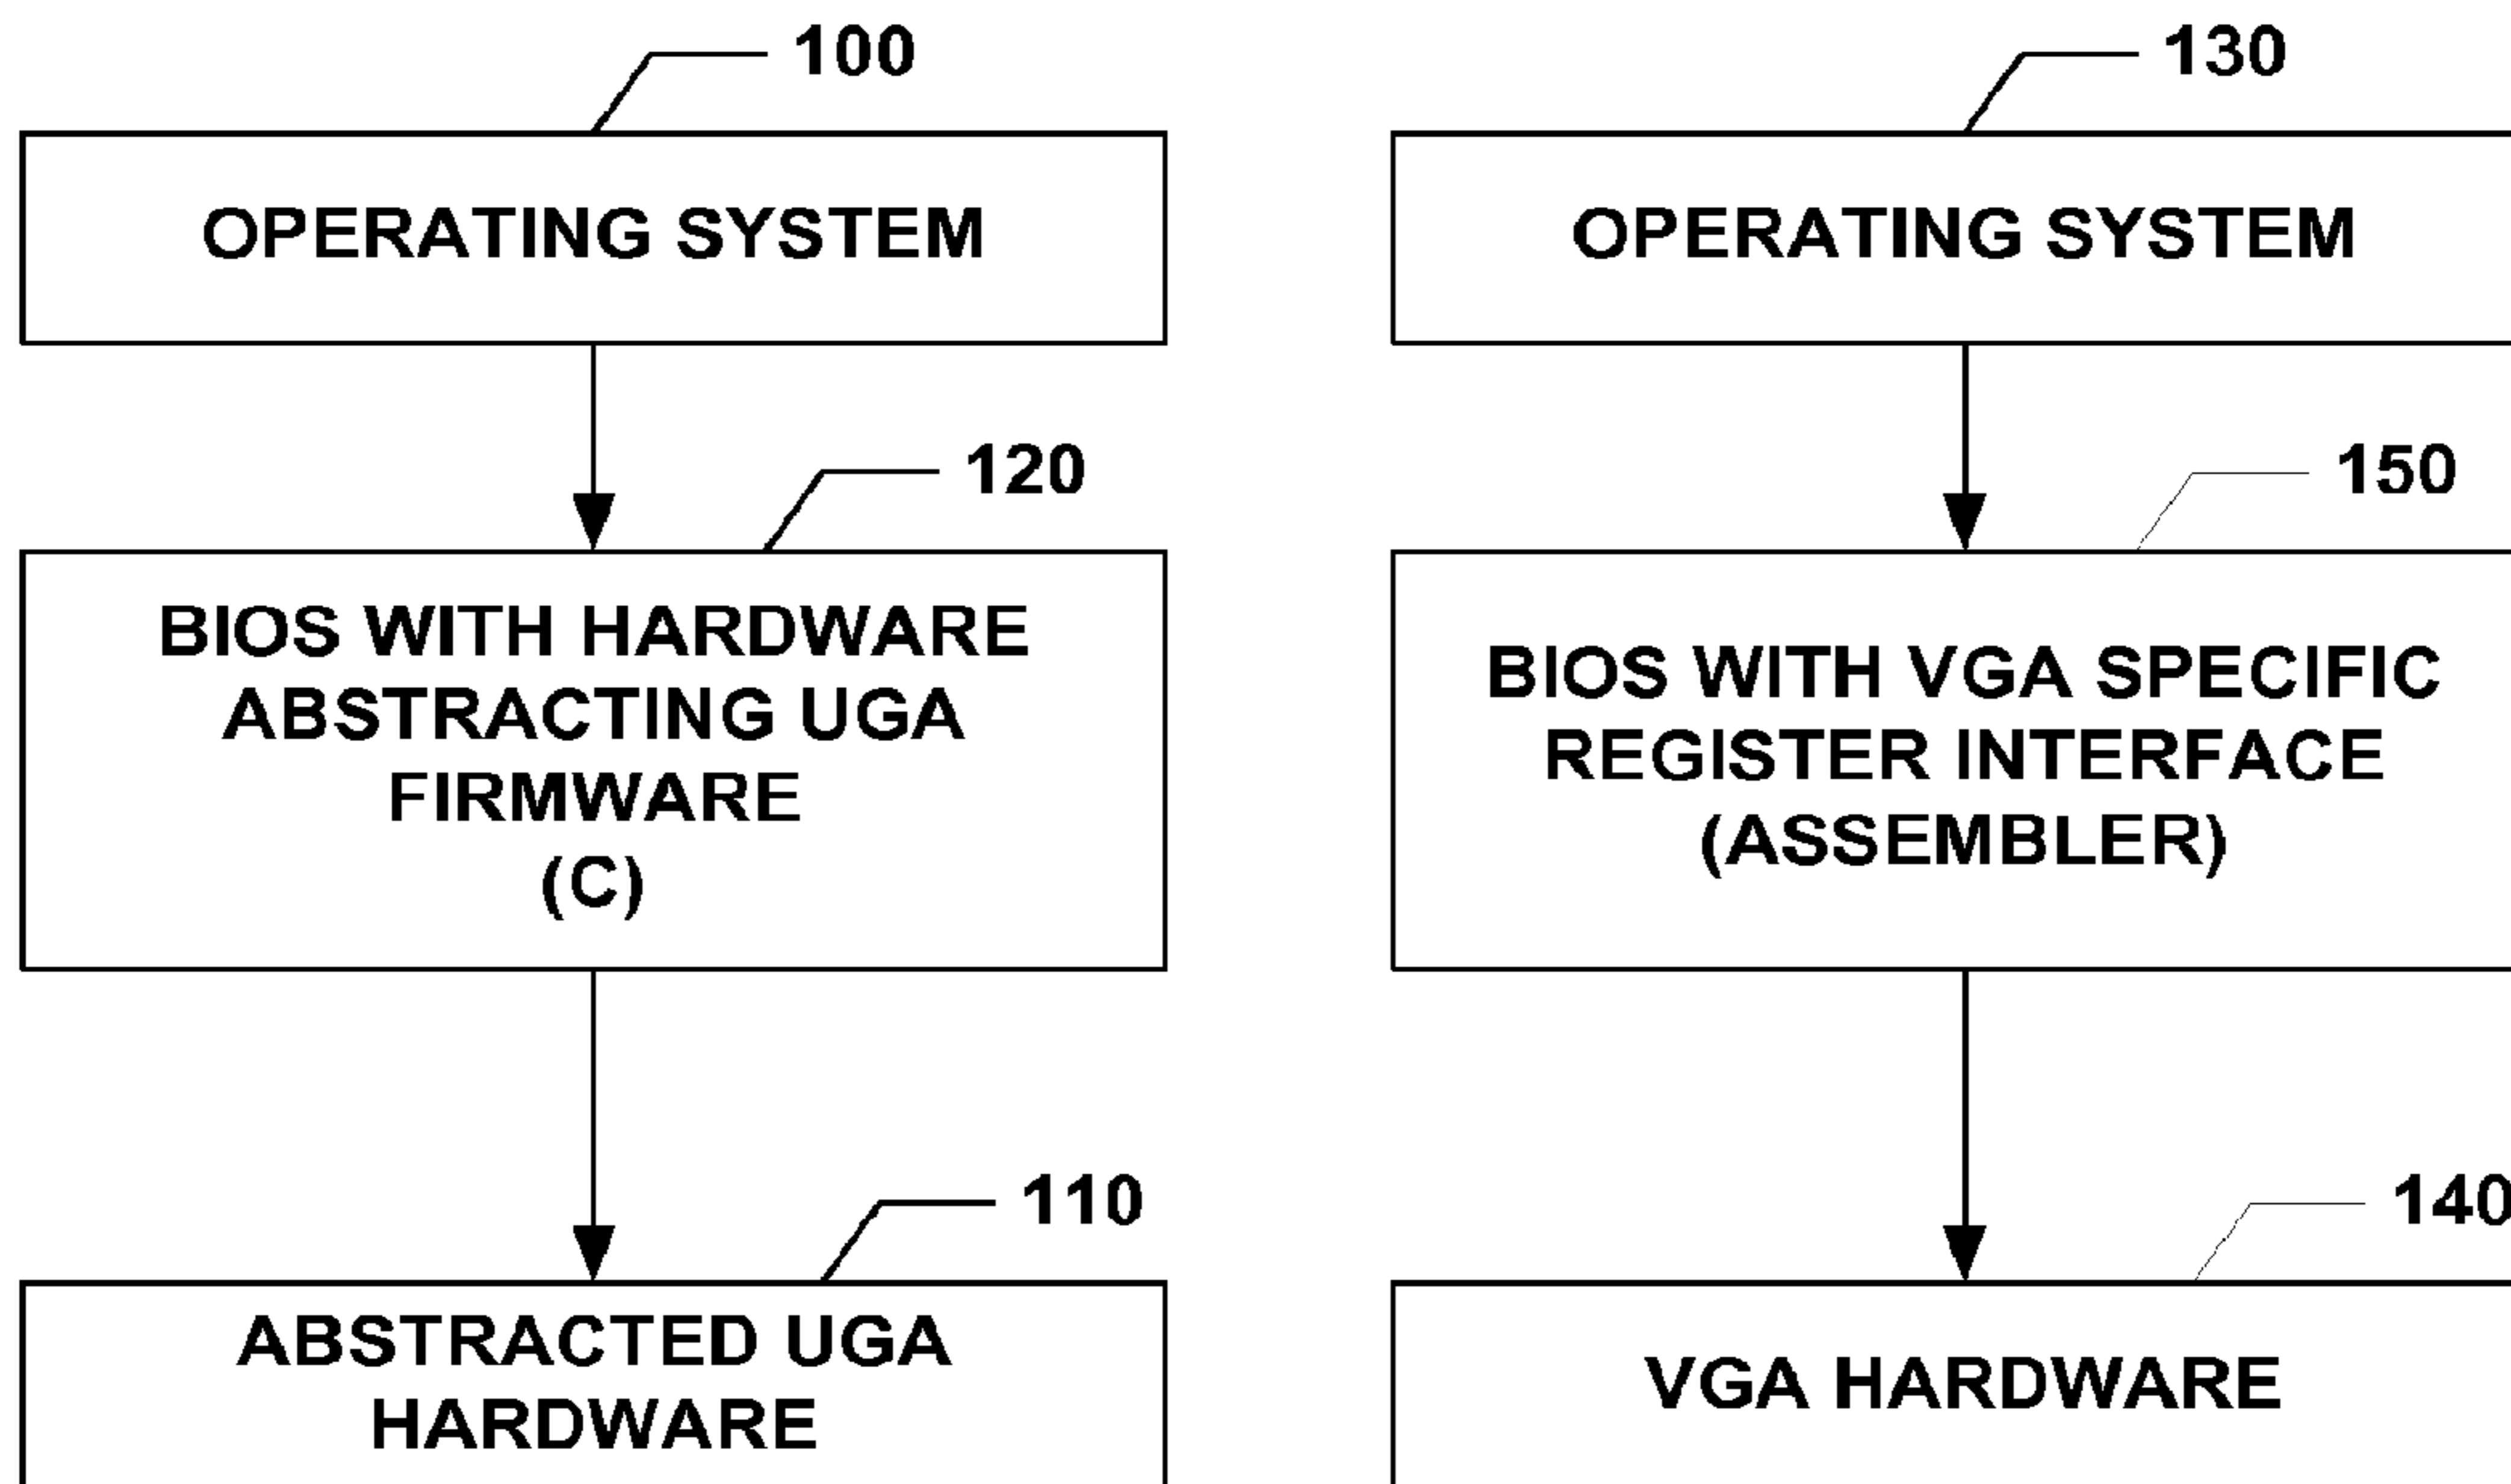 100
OPERATING SYSTEM
120
BIOS WITH HARDWARE
ABSTRACTING UGA
FIRMWARE
(C)
110
ABSTRACTED UGA
HARDWARE
130
OPERATING SYSTEM
150
BIOS WITH VGA SPECIFIC
REGISTER INTERFACE
(ASSEMBLER)
140
VGA HARDWARE